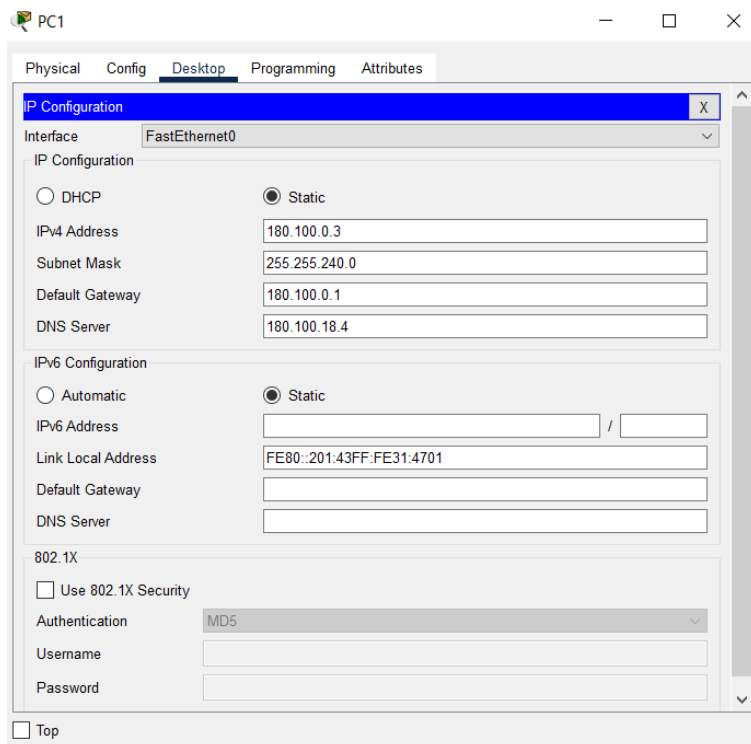 PC1
Physical Config Desktop Programming Attributes
IP Configuration X
Interface FastEthernet0
IP Configuration
DHCP Static
IPv4 Address 180.100.0.3
Subnet Mask 255.255.240.0
Default Gateway 180.100.0.1
DNS Server 180.100.18.4
IPv6 Configuration
Automatic Static
IPv6 Address /
Link Local Address FE80::201:43FF:FE31:4701
Default Gateway
DNS Server
802.1X
Use 802.1X Security
Authentication MD5
Username
Password
Top